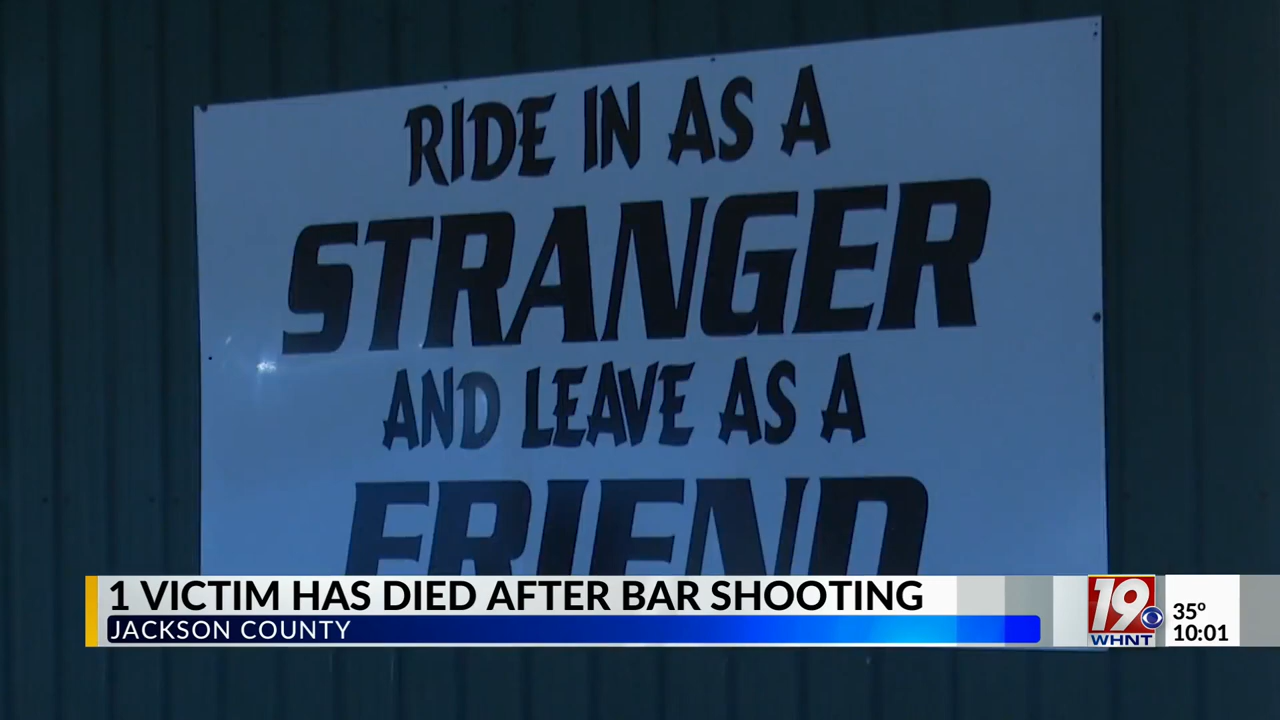 RIDE IN AS A
STRANGER
AND LEAVE AS A
FRIEND
1 VICTIM HAS DIED AFTER BAR SHOOTING
JACKSON COUNTY
19
WHNT
35°
10:01